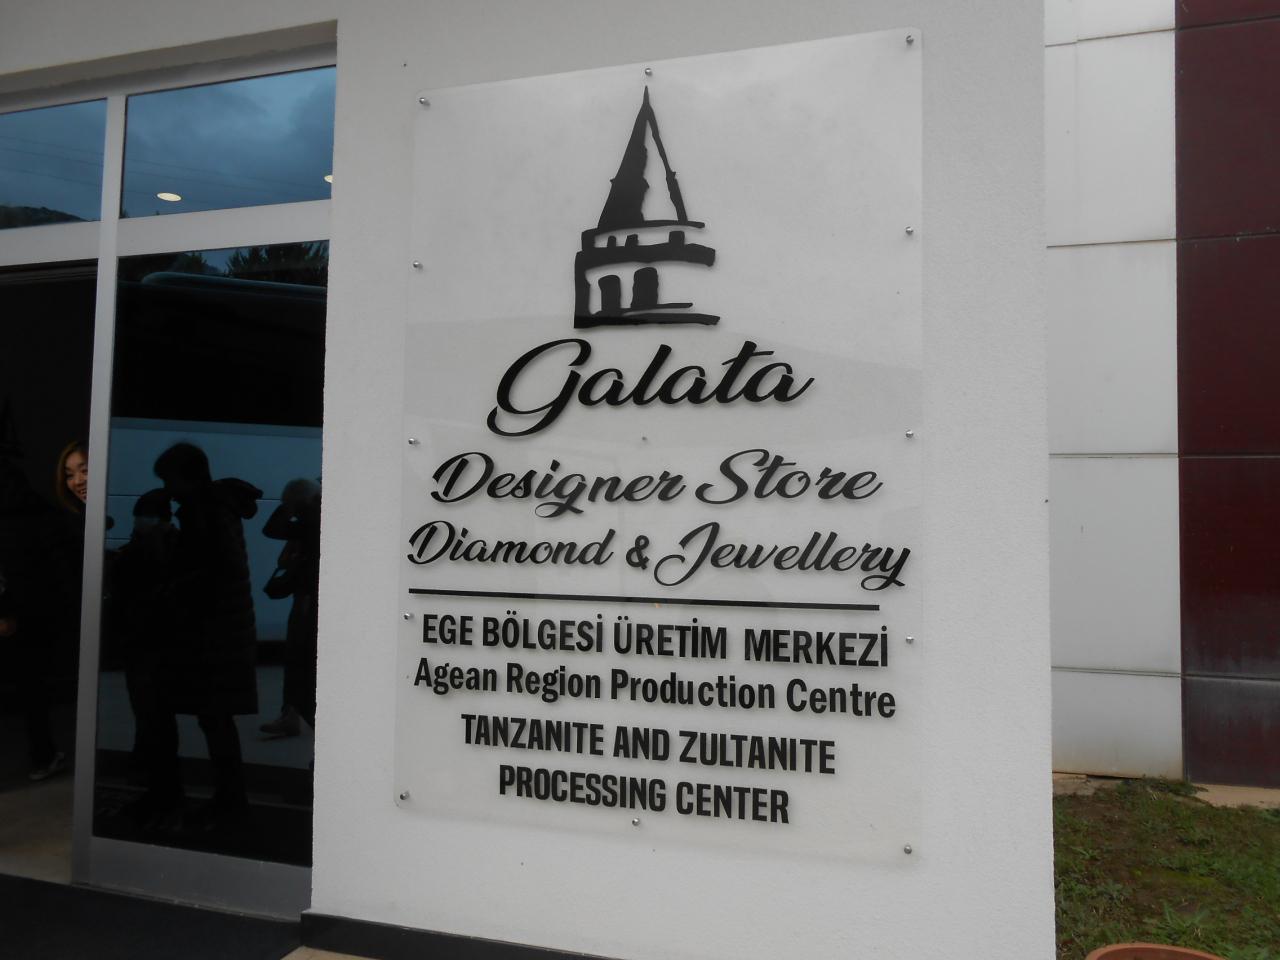 Galata
Designer Store
Diamond & Jewellery
EGE BÖLGESİ ÜRETİM MERKEZİ
Agean Region Production Centre
TANZANITE AND ZULTANITE
PROCESSING CENTER